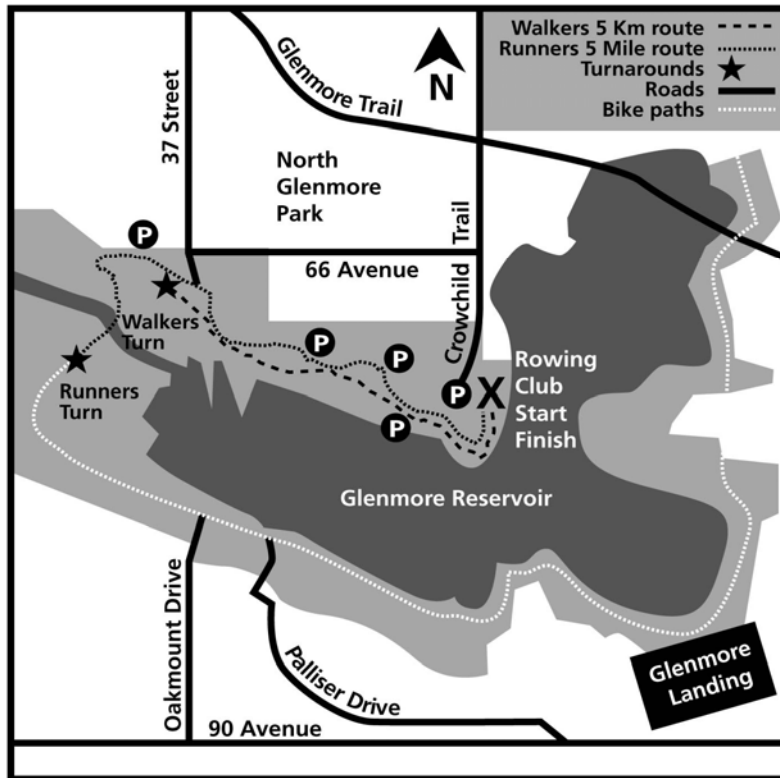 Walkers 5 Km route
Runners 5 Mile route
Turnarounds
Roads
Bike paths
Glenmore Trail
N
37 Street
North
Glenmore
Park
Crowchild Trail
66 Avenue
P
Walkers
Turn
Runners
Turn
P
P
P
P
X
Rowing
Club
Start
Finish
Glenmore Reservoir
Oakmount Drive
Palliser Drive
90 Avenue
Glenmore
Landing